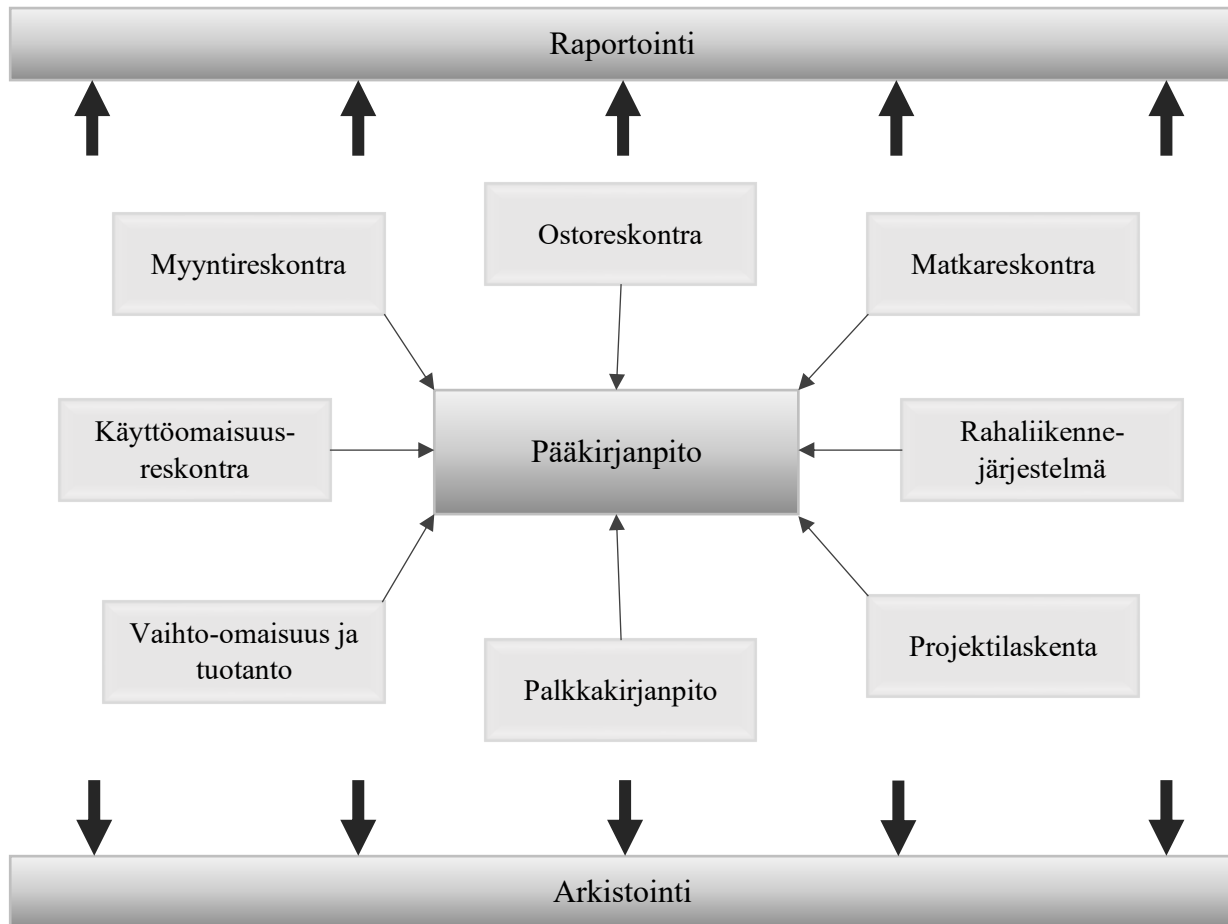 Raportointi
Myyntireskontra
Ostoreskontra
Matkareskontra
Käyttöomaisuus-
reskontra
Pääkirjanpito
Rahaliikenne-
järjestelmä
Vaihto-omaisuus ja
tuotanto
Palkkakirjanpito
Projektilaskenta
Arkistointi